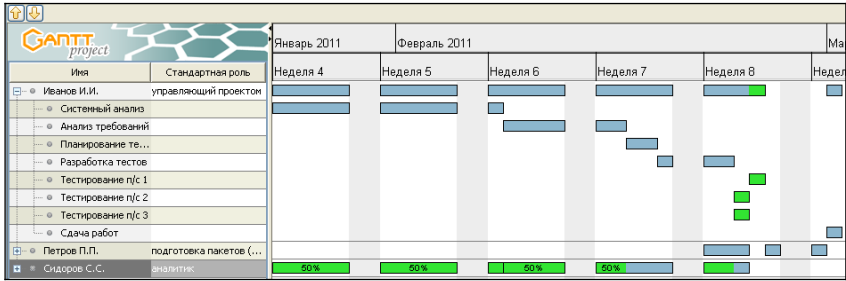 GANTT
project
Январь 2011
Февраль 2011
Ма
Имя
Стандартная роль
Неделя 4
Неделя 5
Неделя 6
Неделя 7
Неделя 8
Недел
Иванов И.И.
управляющий проектом
Системный анализ
Анализ требований
Планирование те...
Разработка тестов
Тестирование п/с 1
Тестирование п/с 2
Тестирование п/с 3
Сдача работ
Петров П.П.
подготовка пакетов (...
Сидоров С.С.
аналитик
50%
50%
50%
50%